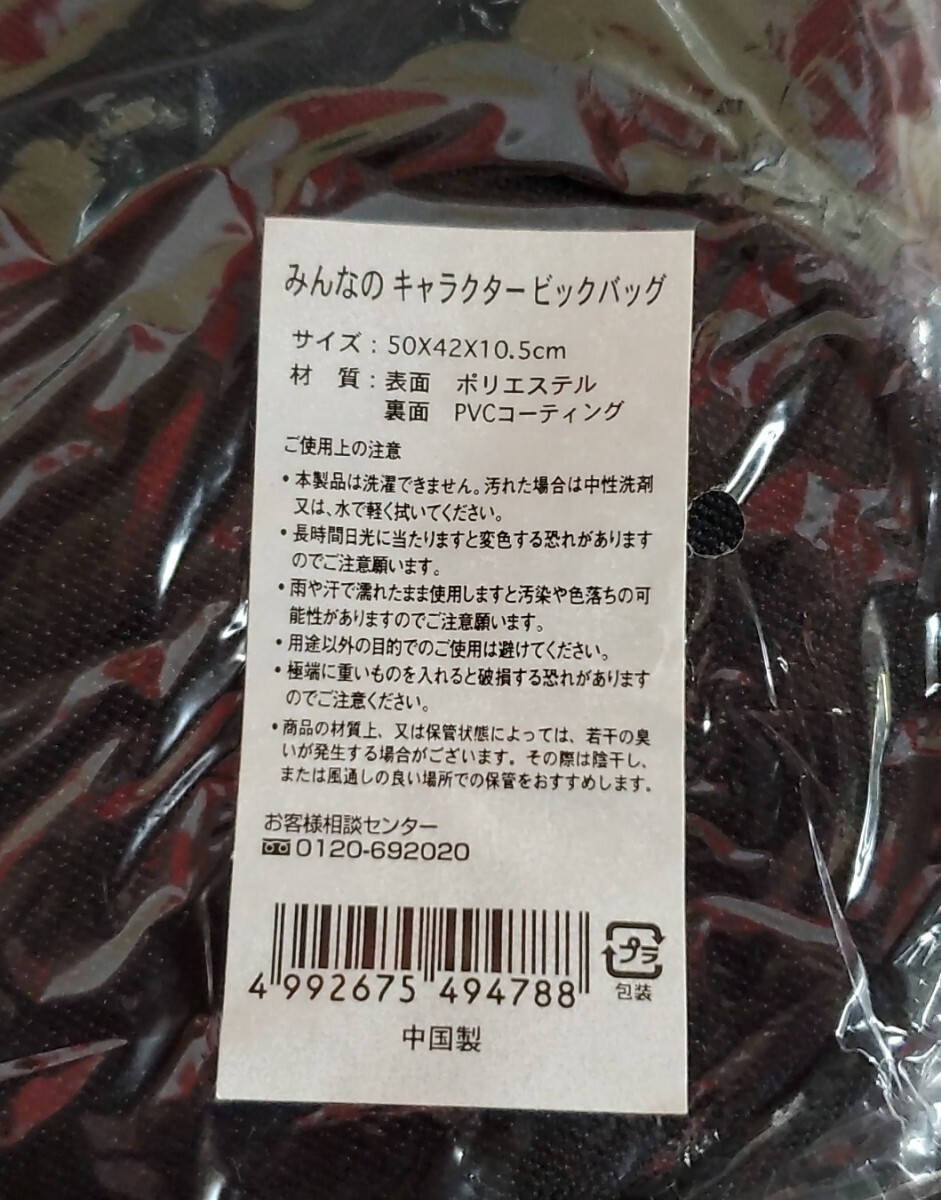 みんなの キャラクター ビックバッグ
サイズ：50X42X10.5cm
材　質：表面　ポリエステル
裏面　PVCコーティング
ご使用上の注意
・本製品は洗濯できません。汚れた場合は中性洗剤
又は、水で軽く拭いてください。
・長時間日光に当たりますと変色する恐れがあります
のでご注意願います。
・雨や汗で濡れたまま使用しますと汚染や色落ちの可
能性がありますのでご注意願います。
・用途以外の目的でのご使用は避けてください。
・極端に重いものを入れると破損する恐れがあります
のでご注意ください。
・商品の材質上、又は保管状態によっては、若干の臭
いが発生する場合がございます。その際は陰干し、
または風通しの良い場所での保管をおすすめします。
お客様相談センター
0120-692020
4 992675 494788
プラ
包装
中国製